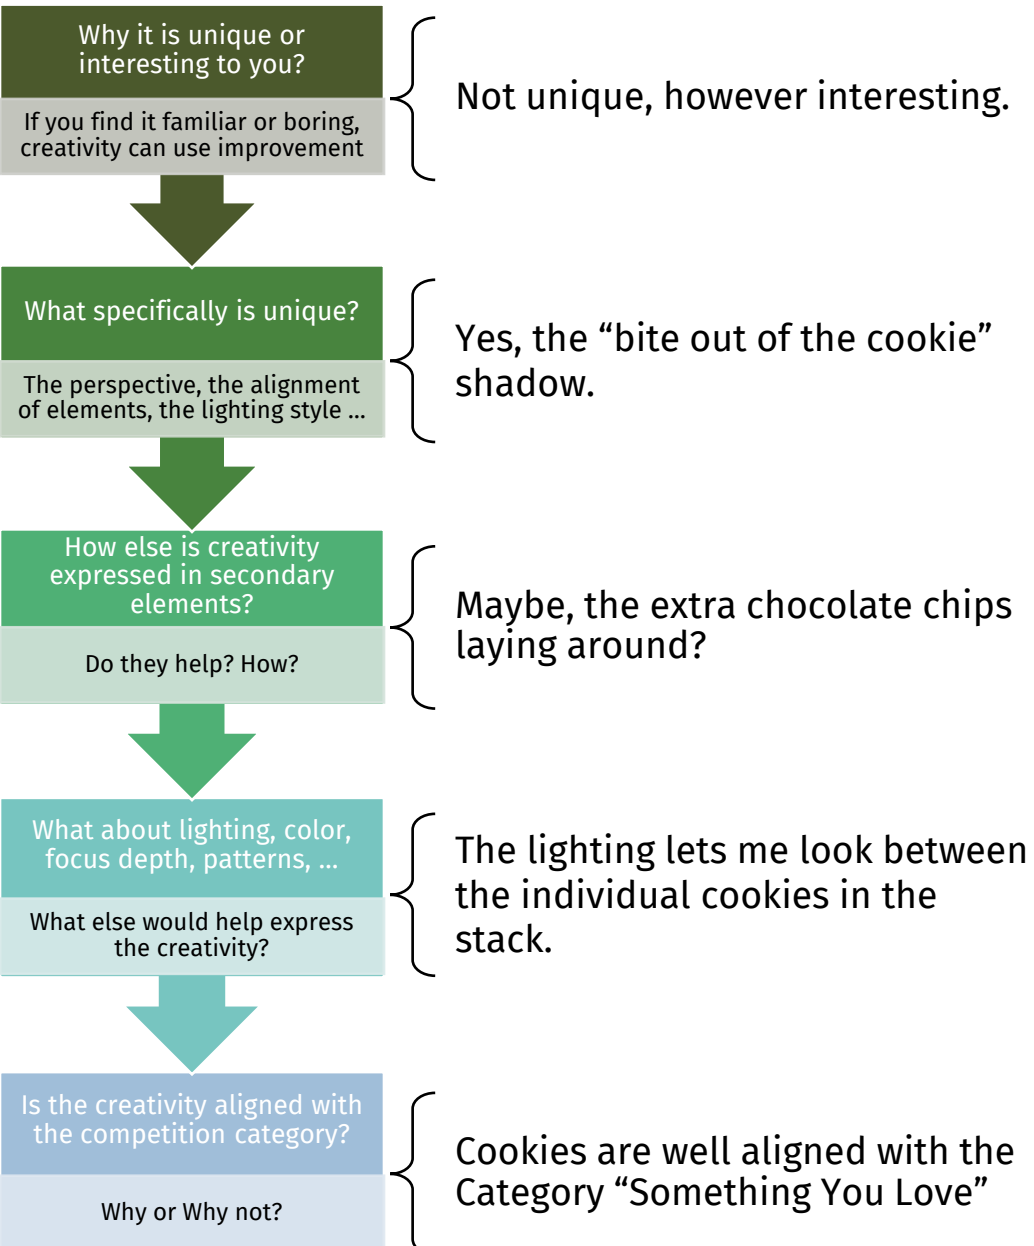 Why it is unique or
interesting to you?
If you find it familiar or boring,
creativity can use improvement
Not unique, however interesting.
What specifically is unique?
The perspective, the alignment
of elements, the lighting style ...
Yes, the “bite out of the cookie”
shadow.
How else is creativity
expressed in secondary
elements?
Do they help? How?
Maybe, the extra chocolate chips
laying around?
What about lighting, color,
focus depth, patterns, ...
What else would help express
the creativity?
The lighting lets me look between
the individual cookies in the
stack.
Is the creativity aligned with
the competition category?
Why or Why not?
Cookies are well aligned with the
Category “Something You Love”